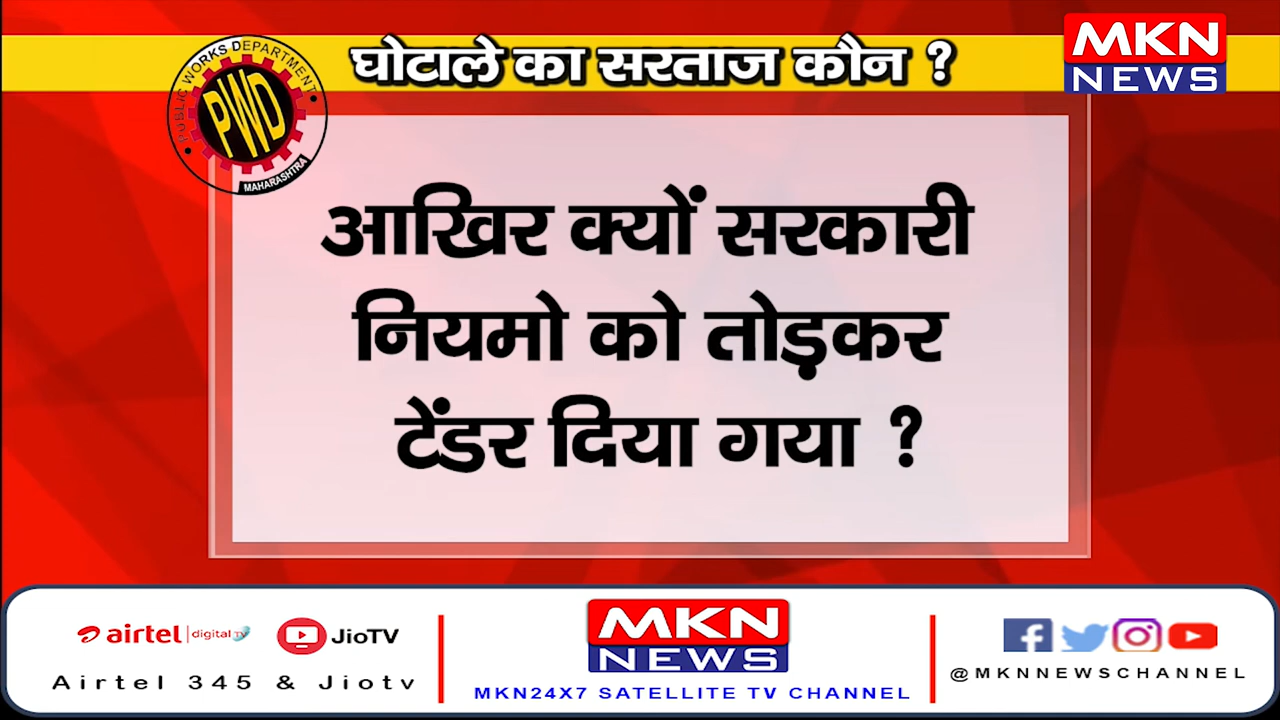 घोटाले का सरताज कौन ?
MKN
NEWS
PUBLIC WORKS DEPARTMENT
PWD
MAHARASHTRA
आखिर क्यों सरकारी
नियमो को तोड़कर
टेंडर दिया गया ?
airtel digital TV
JioTV
Airtel 345 & Jiotv
MKN
NEWS
MKN24X7 SATELLITE TV CHANNEL
@MKNNEWSCHANNEL